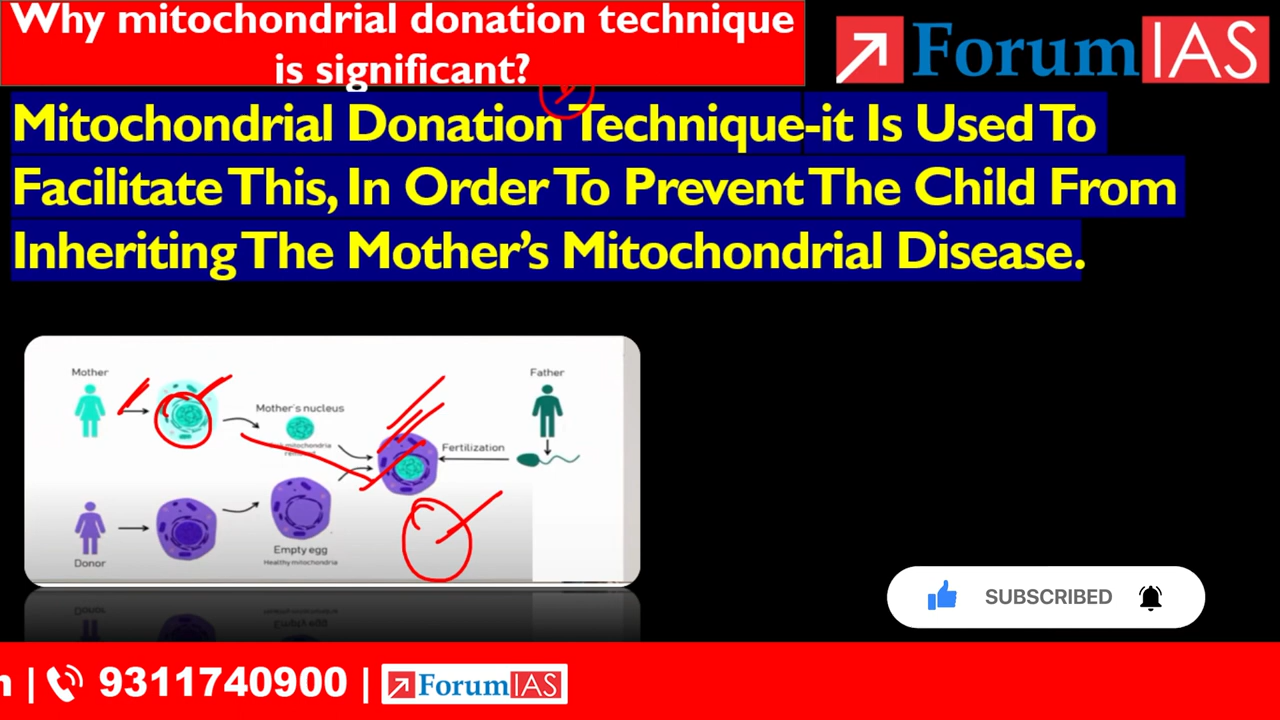 Why mitochondrial donation technique
is significant?
ForumIAS
Mitochondrial Donation Technique-it Is Used To
Facilitate This, In Order To Prevent The Child From
Inheriting The Mother's Mitochondrial Disease.
Mother
Father
Mother's nucleus
mitochondria
Fertilization
Donor
Empty egg
Healthy mitochondria
SUBSCRIBED
| 9311740900 | ForumIAS